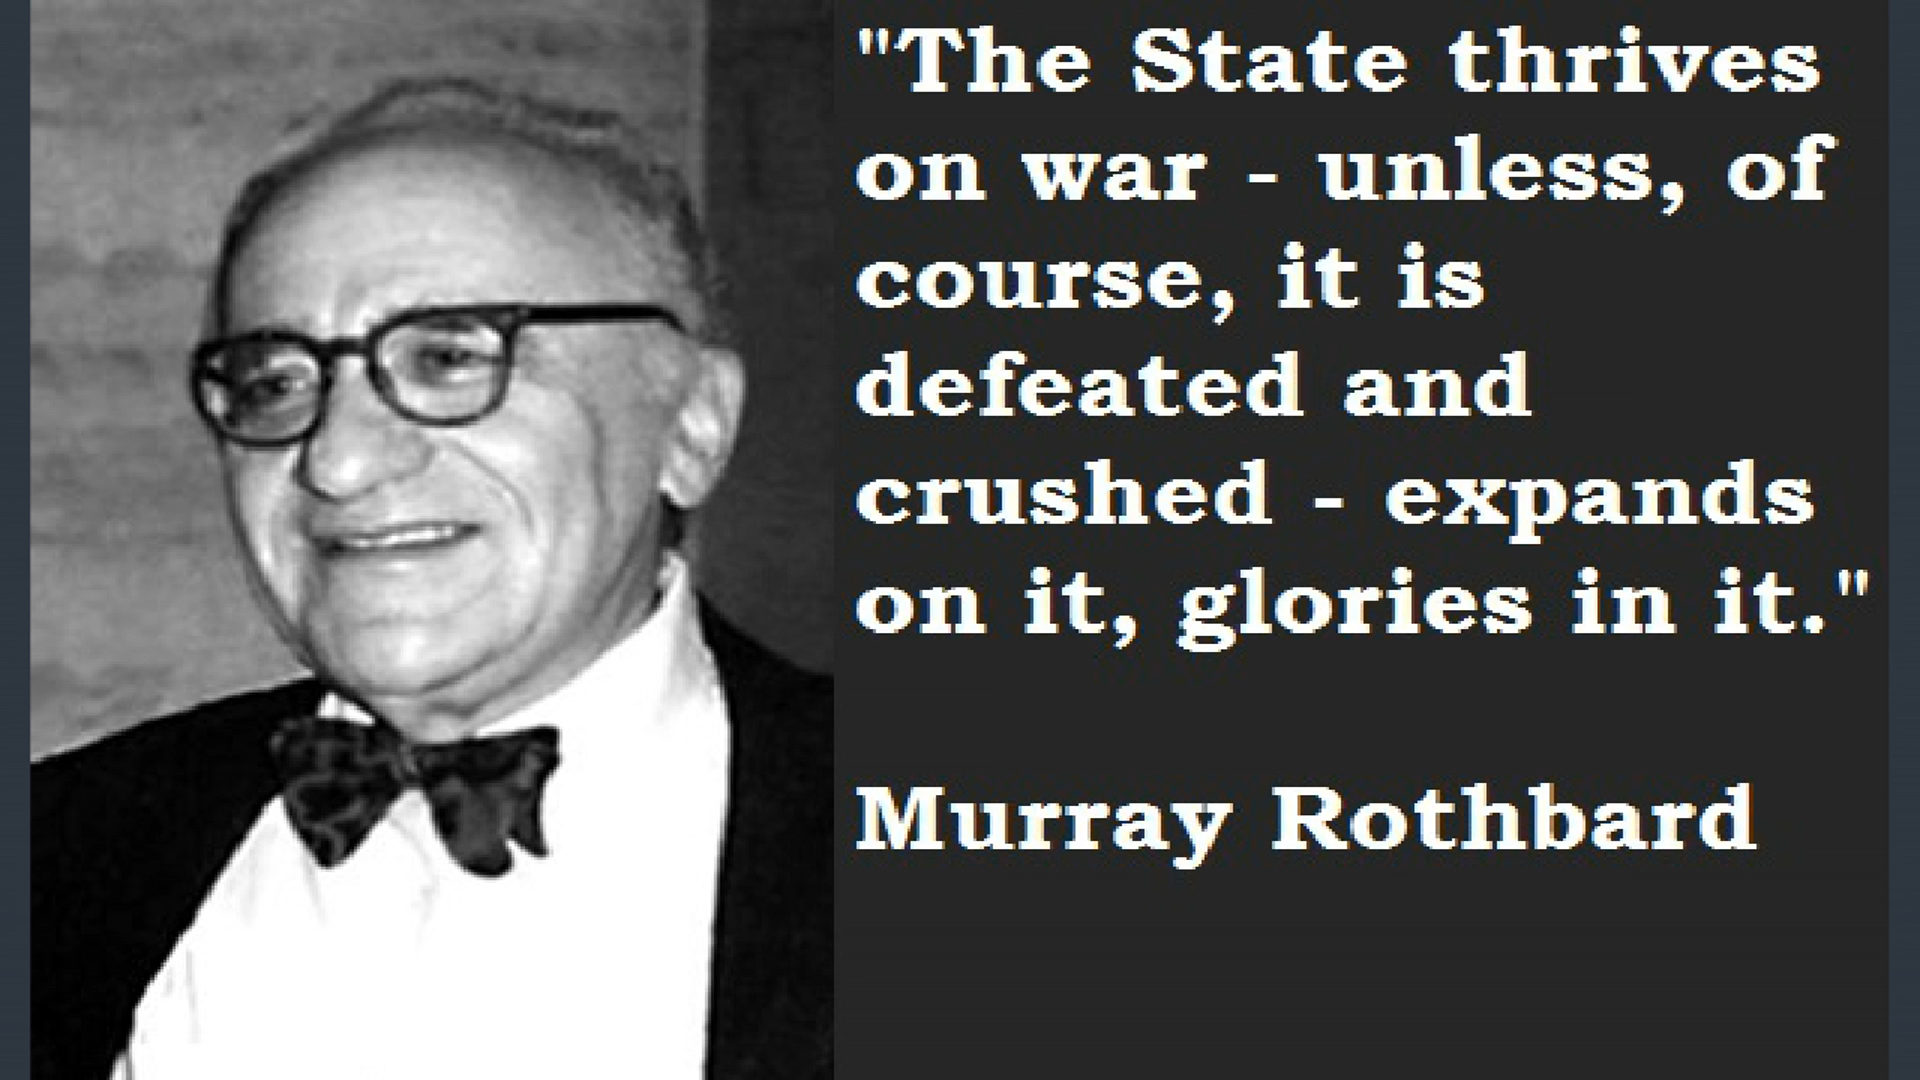 "The State thrives
on war - unless, of
course, it is
defeated and
crushed - expands
on it, glories in it."
Murray Rothbard